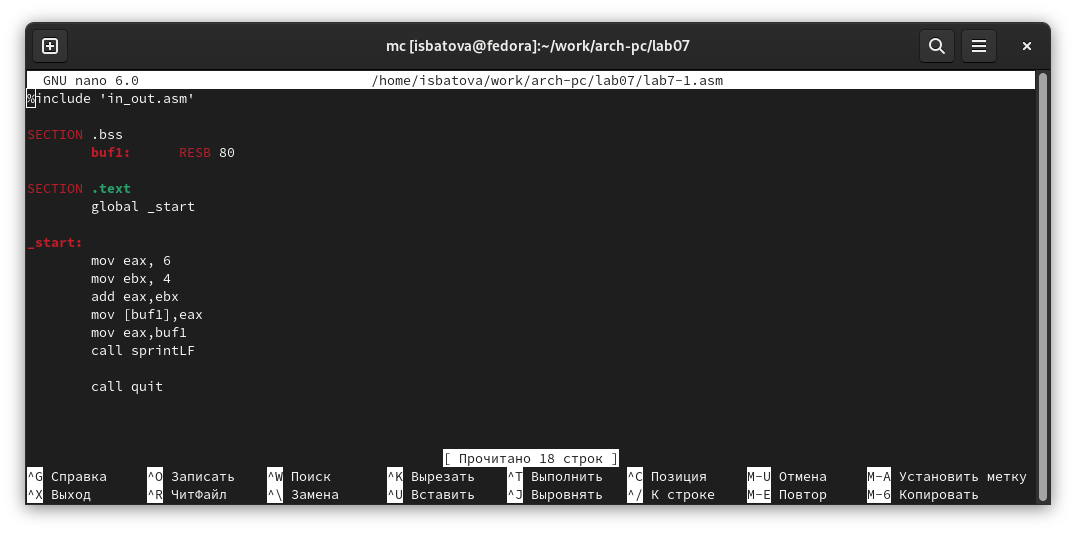 mc [isbatova@fedora]:~/work/arch-pc/lab07
GNU nano 6.0 /home/isbatova/work/arch-pc/lab07/lab7-1.asm
%include 'in_out.asm'
SECTION .bss
buf1: RESB 80
SECTION .text
global _start
_start:
mov eax, 6
mov ebx, 4
add eax,ebx
mov [buf1],eax
mov eax,buf1
call sprintLF
call quit
[ Прочитано 18 строк ]
^G Справка ^O Записать ^W Поиск ^K Вырезать ^T Выполнить ^C Позиция M-U Отмена M-A Установить метку
^X Выход ^R ЧитФайл ^\ Замена ^U Вставить ^J Выровнять ^/ К строке M-E Повтор M-6 Копировать